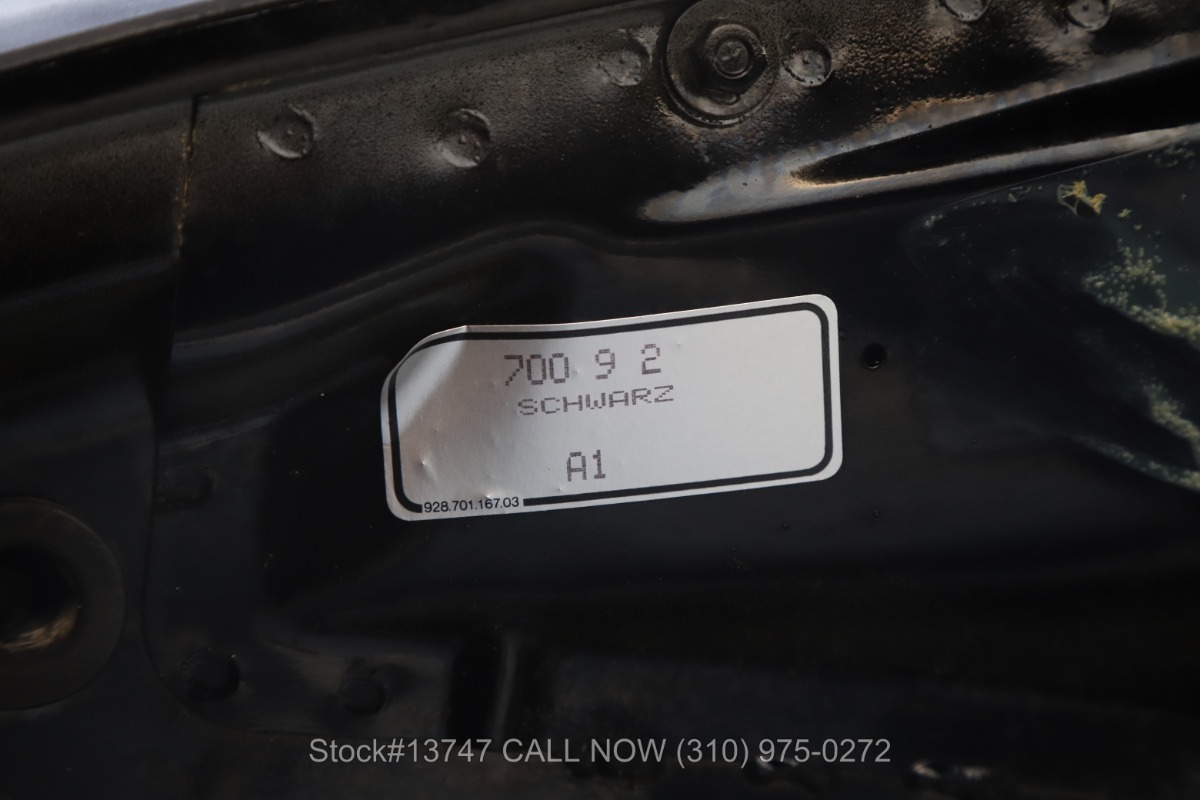 700 9 2
SCHWARZ
A1
928.701.167.03
Stock#13747 CALL NOW (310) 975-0272